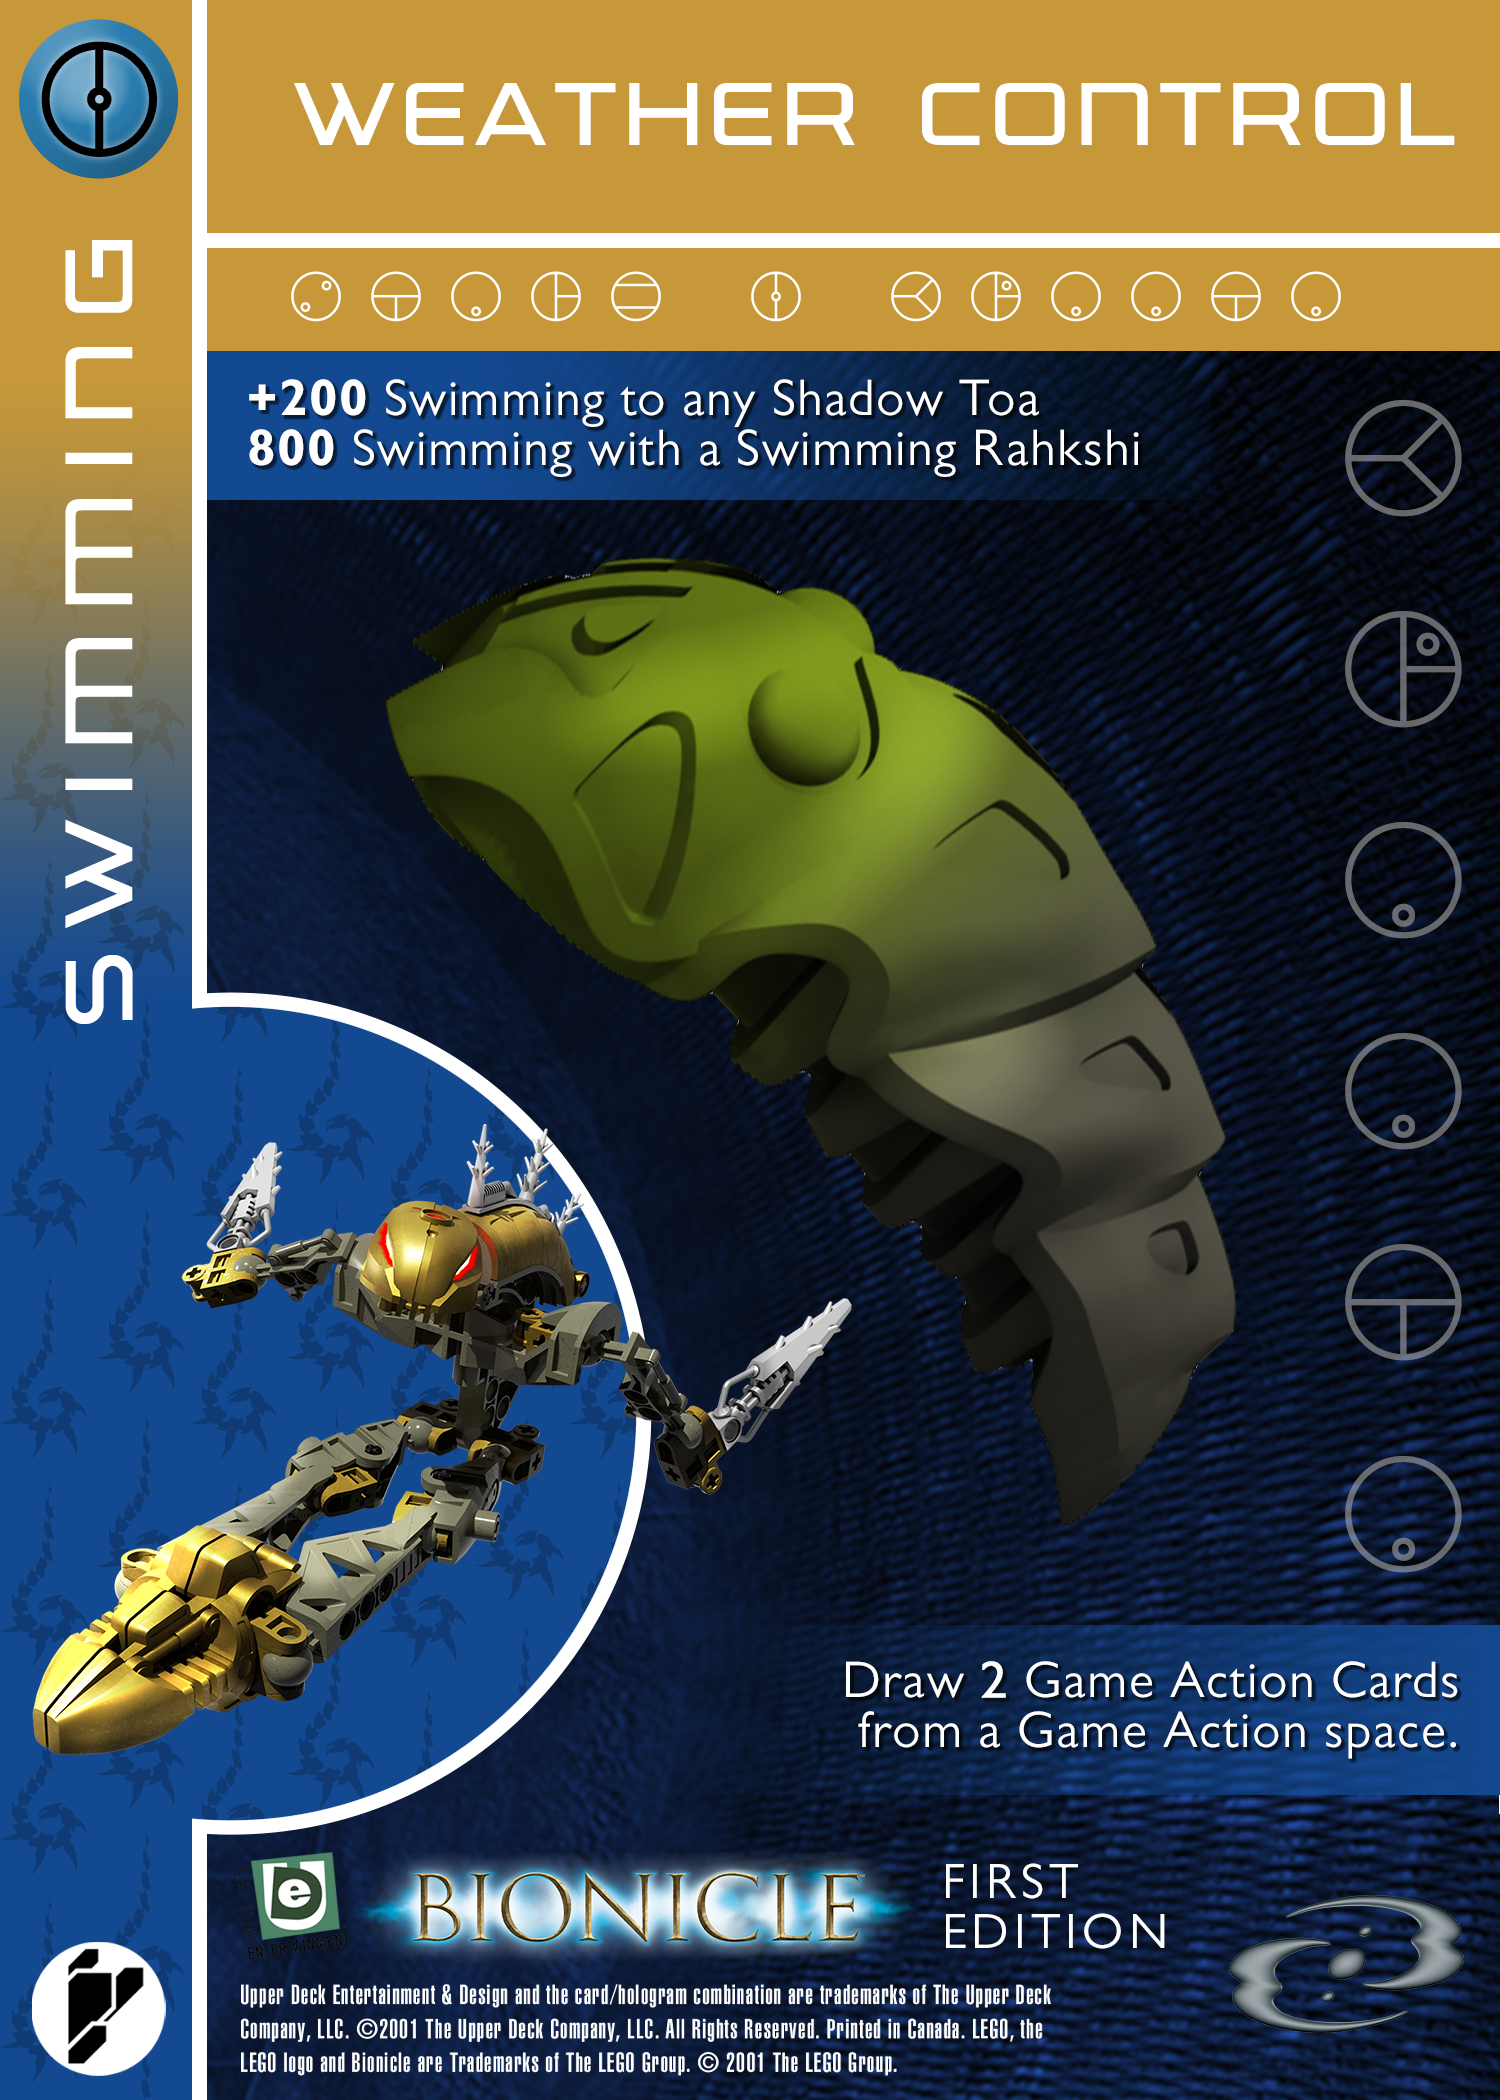 WEATHER CONTROL
SWIMMING
+200 Swimming to any Shadow Toa
800 Swimming with a Swimming Rahkshi
Draw 2 Game Action Cards
from a Game Action space.
de
ENTERTAINMENT
BIONICLE
FIRST
EDITION
Upper Deck Entertainment & Design and the card/hologram combination are trademarks of The Upper Deck
Company, LLC. ©2001 The Upper Deck Company, LLC. All Rights Reserved. Printed in Canada. LEGO, the
LEGO logo and Bionicle are Trademarks of The LEGO Group. © 2001 The LEGO Group.